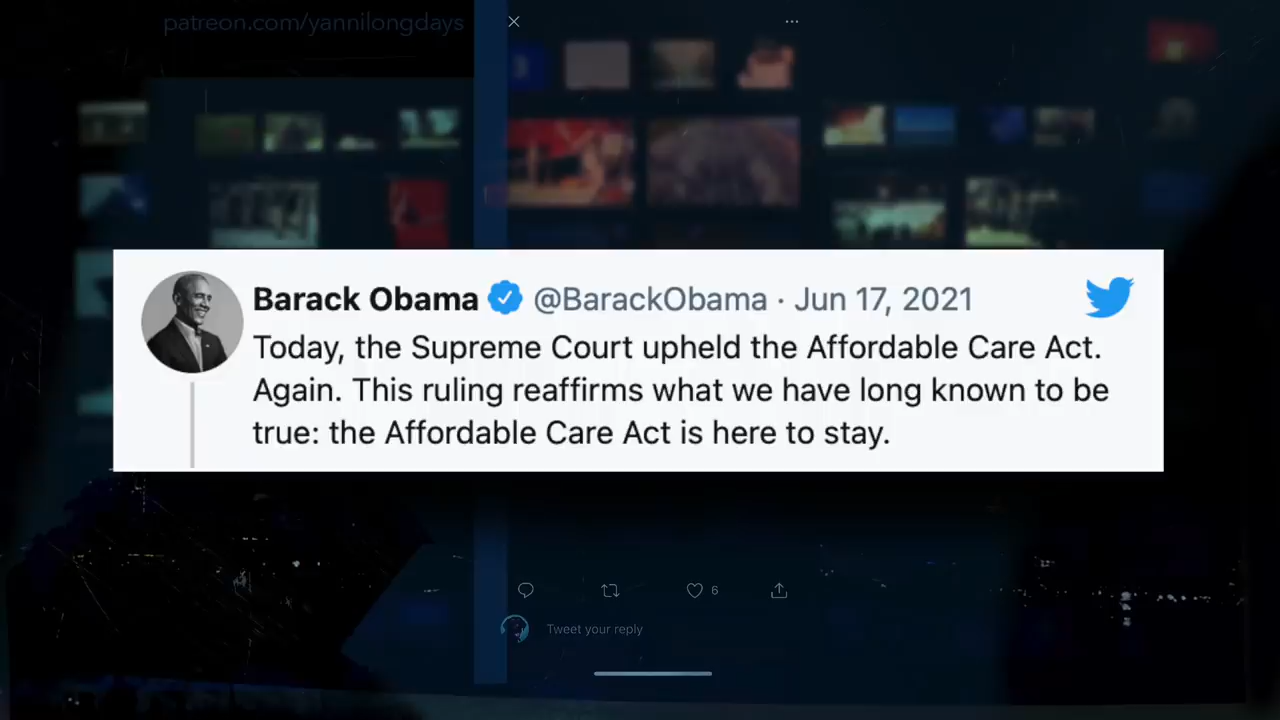 patreon.com/yannilongdays
Barack Obama @BarackObama · Jun 17, 2021
Today, the Supreme Court upheld the Affordable Care Act.
Again. This ruling reaffirms what we have long known to be
true: the Affordable Care Act is here to stay.
6
Tweet your reply